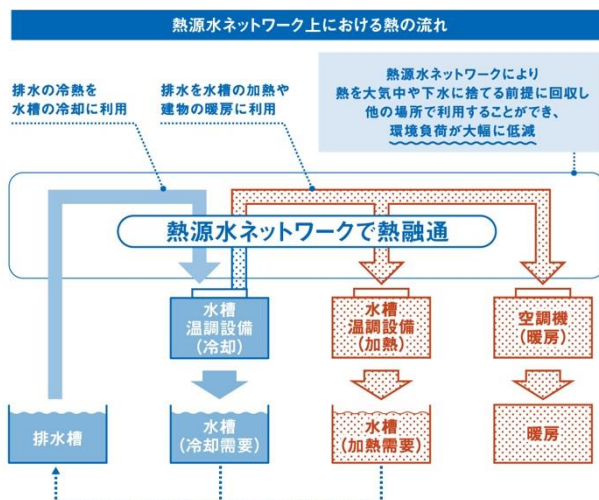 熱源水ネットワーク上における熱の流れ
排水の冷熱を
水槽の冷却に利用
排水を水槽の加熱や
建物の暖房に利用
熱源水ネットワークにより
熱を大気中や下水に捨てる前提に回収し
他の場所で利用することができ、
環境負荷が大幅に低減
熱源水ネットワークで熱融通
水槽
温調設備
(冷却)
水槽
温調設備
(加熱)
空調機
(暖房)
排水槽
水槽
(冷却需要)
水槽
(加熱需要)
暖房